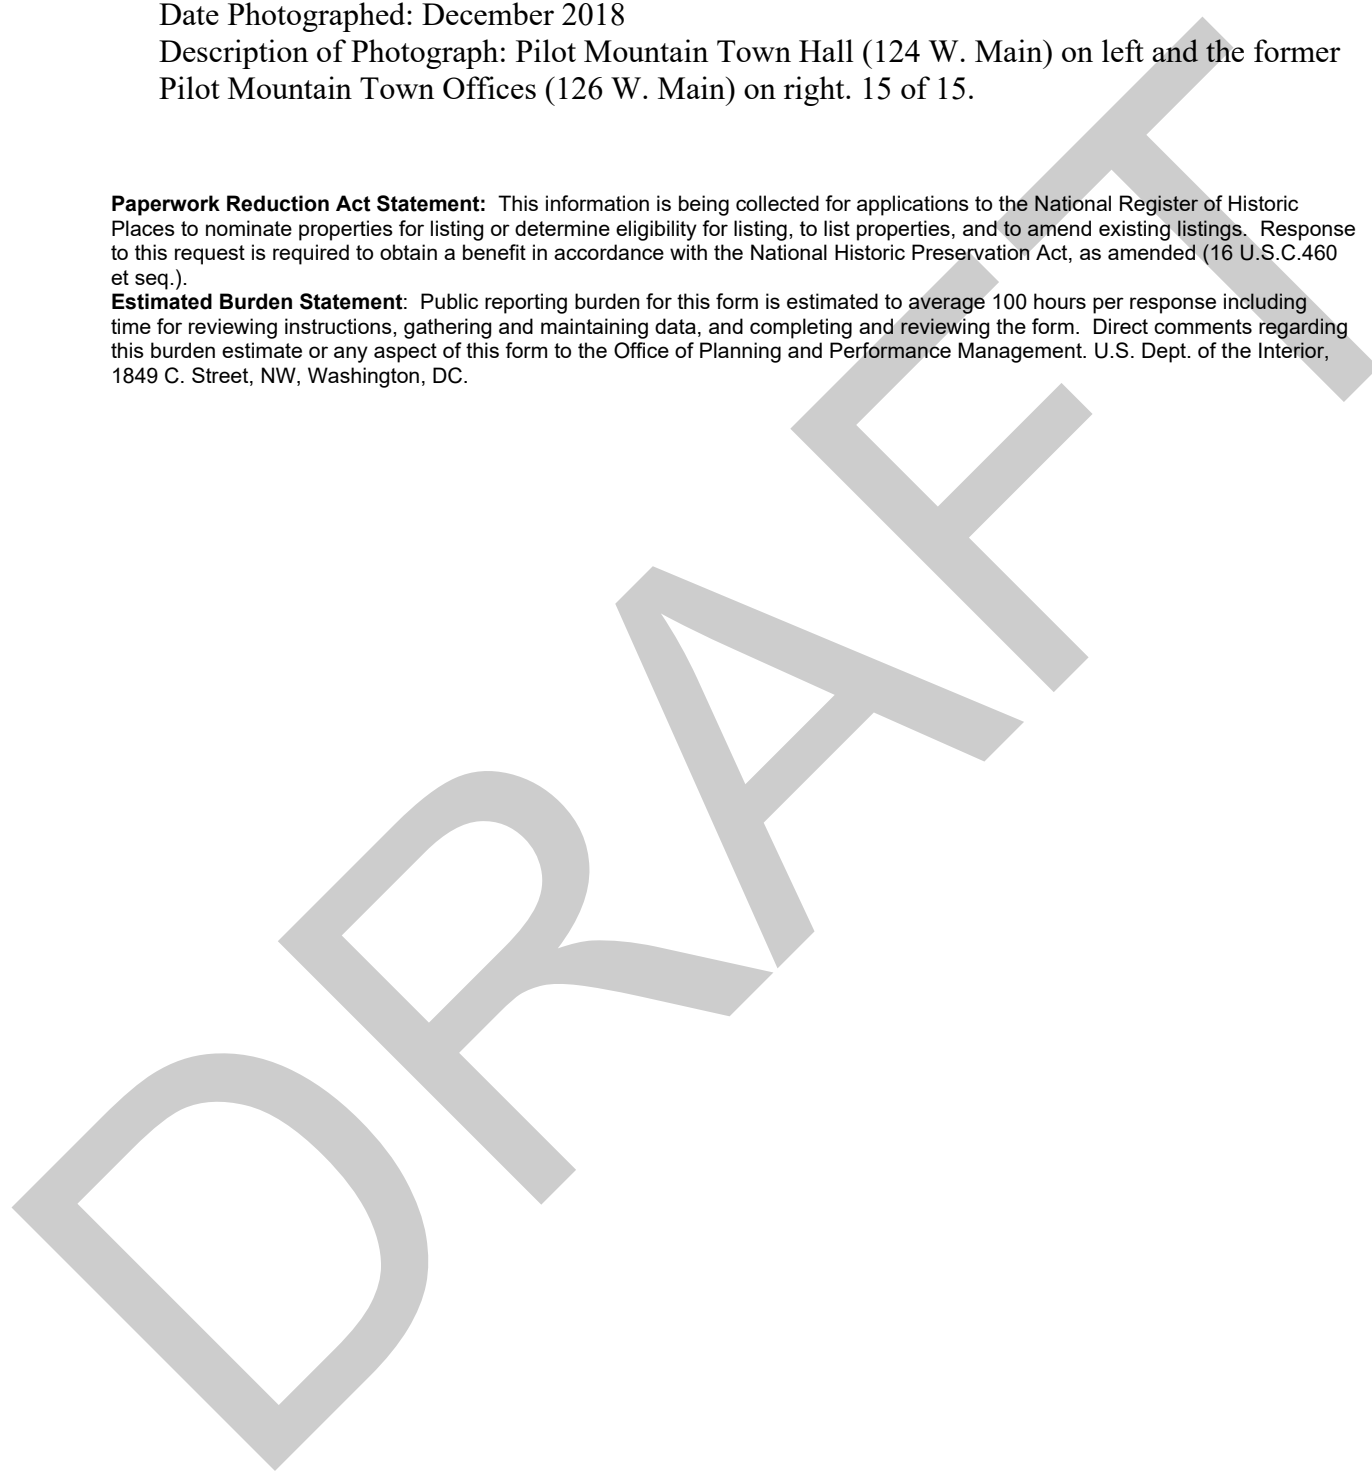 Date Photographed: December 2018
Description of Photograph: Pilot Mountain Town Hall (124 W. Main) on left and the former
Pilot Mountain Town Offices (126 W. Main) on right. 15 of 15.
Paperwork Reduction Act Statement:  This information is being collected for applications to the National Register of Historic
Places to nominate properties for listing or determine eligibility for listing, to list properties, and to amend existing listings.  Response
to this request is required to obtain a benefit in accordance with the National Historic Preservation Act, as amended (16 U.S.C.460
et seq.).
Estimated Burden Statement:  Public reporting burden for this form is estimated to average 100 hours per response including
time for reviewing instructions, gathering and maintaining data, and completing and reviewing the form.  Direct comments regarding
this burden estimate or any aspect of this form to the Office of Planning and Performance Management. U.S. Dept. of the Interior,
1849 C. Street, NW, Washington, DC.
DRAFT